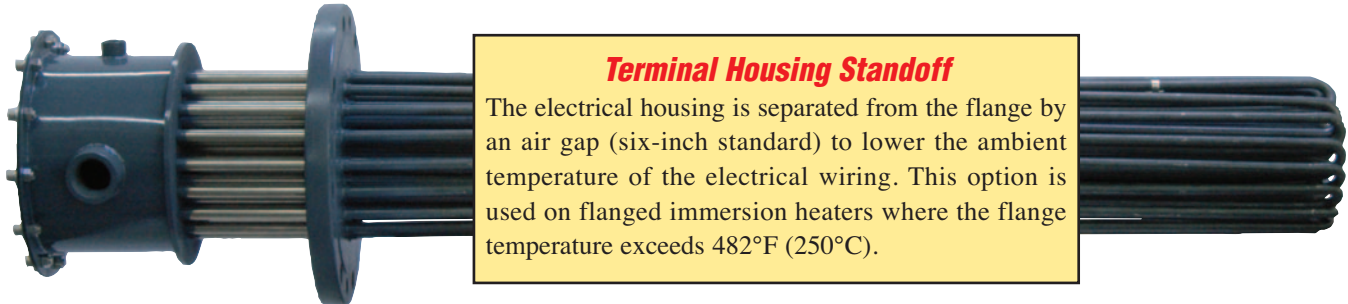 Terminal Housing Standoff
The electrical housing is separated from the flange by
an air gap (six-inch standard) to lower the ambient
temperature of the electrical wiring. This option is
used on flanged immersion heaters where the flange
temperature exceeds 482°F (250°C).